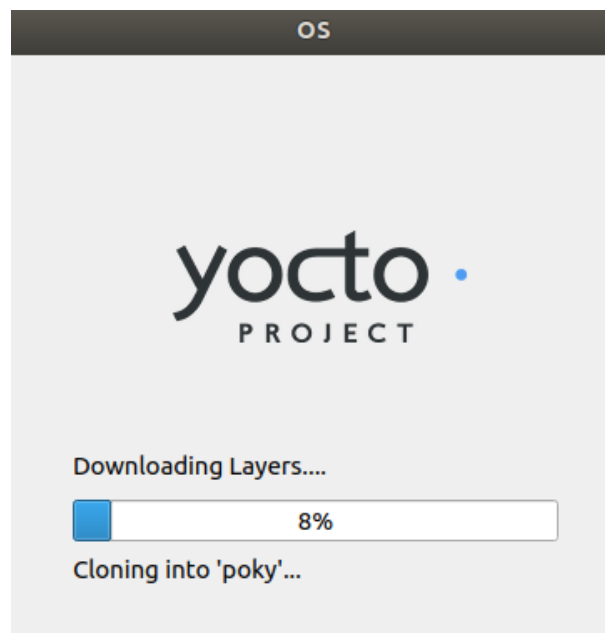 OS
yocto
PROJECT
Downloading Layers....
8%
Cloning into 'poky'...